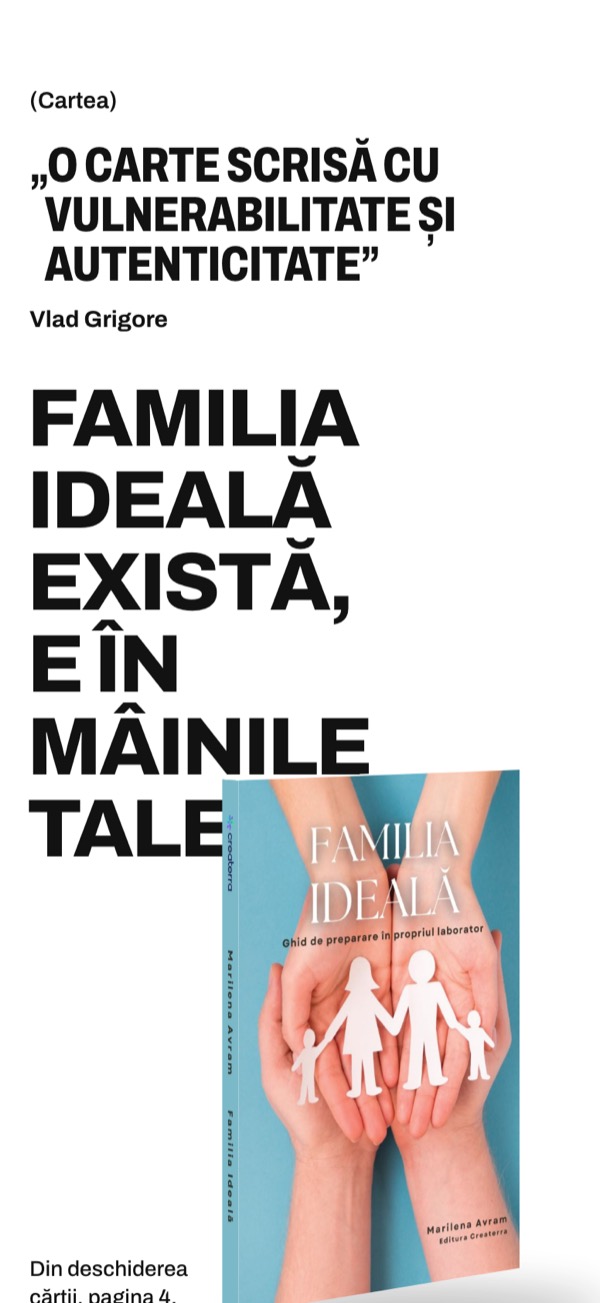 (Cartea)
„O CARTE SCRISĂ CU
VULNERABILITATE ȘI
AUTENTICITATE”
Vlad Grigore
FAMILIA
IDEALĂ
EXISTĂ,
E ÎN
MÂINILE
TALE
createrra
Marilena Avram
Familia Ideală
FAMILIA
IDEALĂ
Ghid de preparare în propriul laborator
Marilena Avram
Editura Createrra
Din deschiderea
cărții, pagina 4.